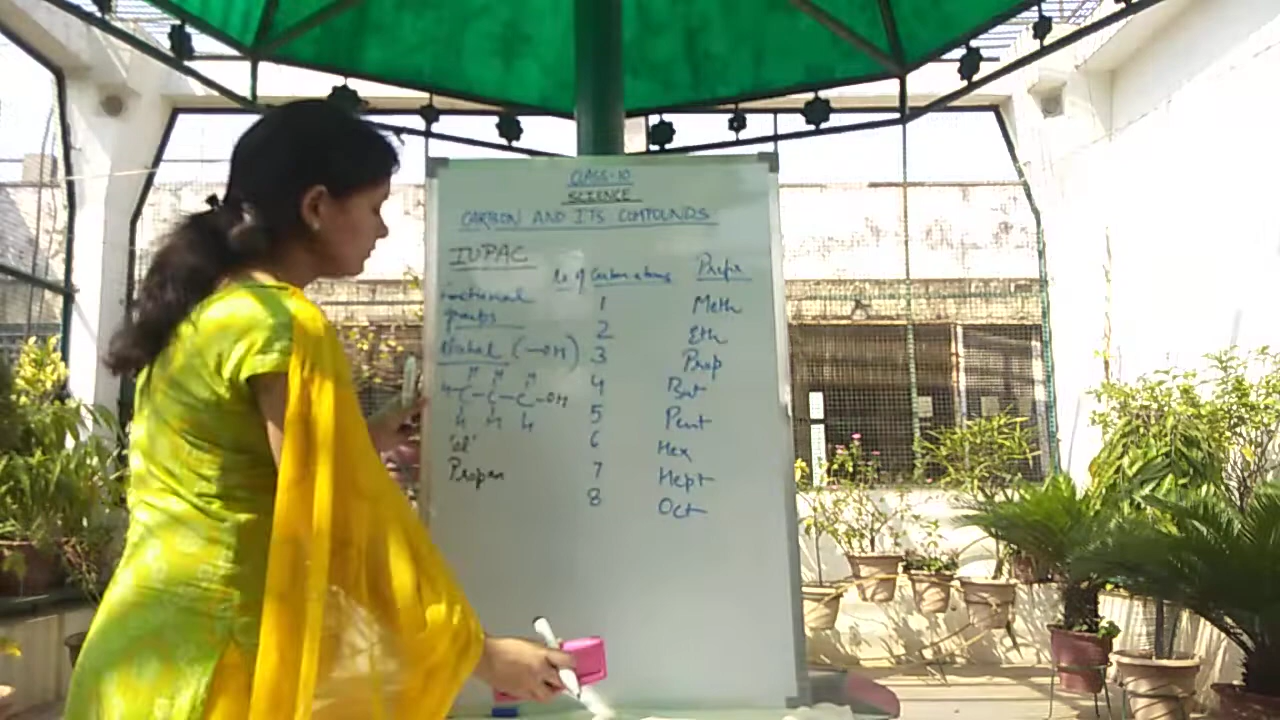 CLASS-10
SCIENCE
CARBON AND ITS COMPOUNDS
IUPAC
No of Carbon atoms Prefix
Functional
groups
Alcohol (-OH)
1 Meth
2 Eth
3 Prop
4 But
5 Pent
6 Hex
7 Hept
8 Oct
H H H
H-C-C-C-OH
H H H
'ol'
Propan